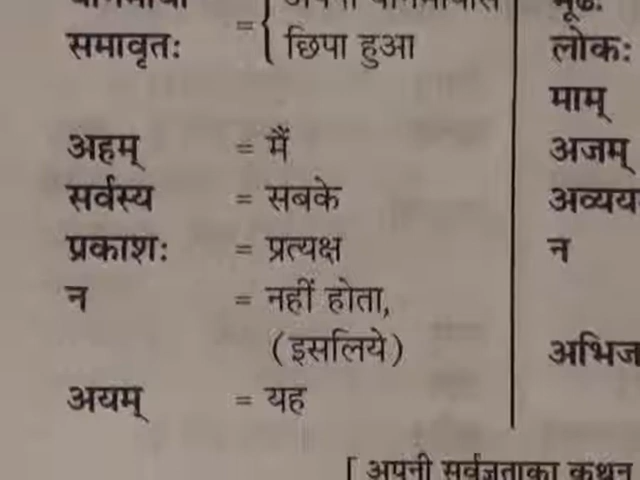 समावृतः = { छिपा हुआ
अहम् = मैं
सर्वस्य = सबके
प्रकाशः = प्रत्यक्ष
न = नहीं होता,
(इसलिये)
अयम् = यह
लोकः
माम्
अजम्
न
[ अपनी सर्वज्ञताका कथन